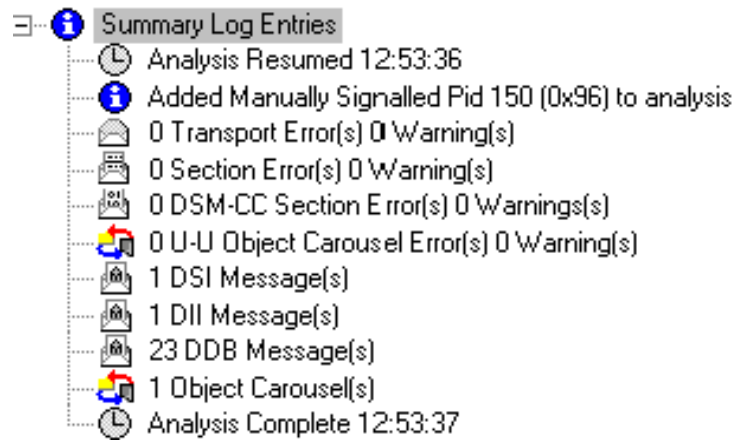 Summary Log Entries
Analysis Resumed 12:53:36
Added Manually Signalled Pid 150 (0x96) to analysis
0 Transport Error(s) 0 Warning(s)
0 Section Error(s) 0 Warning(s)
0 DSM-CC Section Error(s) 0 Warnings(s)
0 U-U Object Carousel Error(s) 0 Warning(s)
1 DSI Message(s)
1 DII Message(s)
23 DDB Message(s)
1 Object Carousel(s)
Analysis Complete 12:53:37